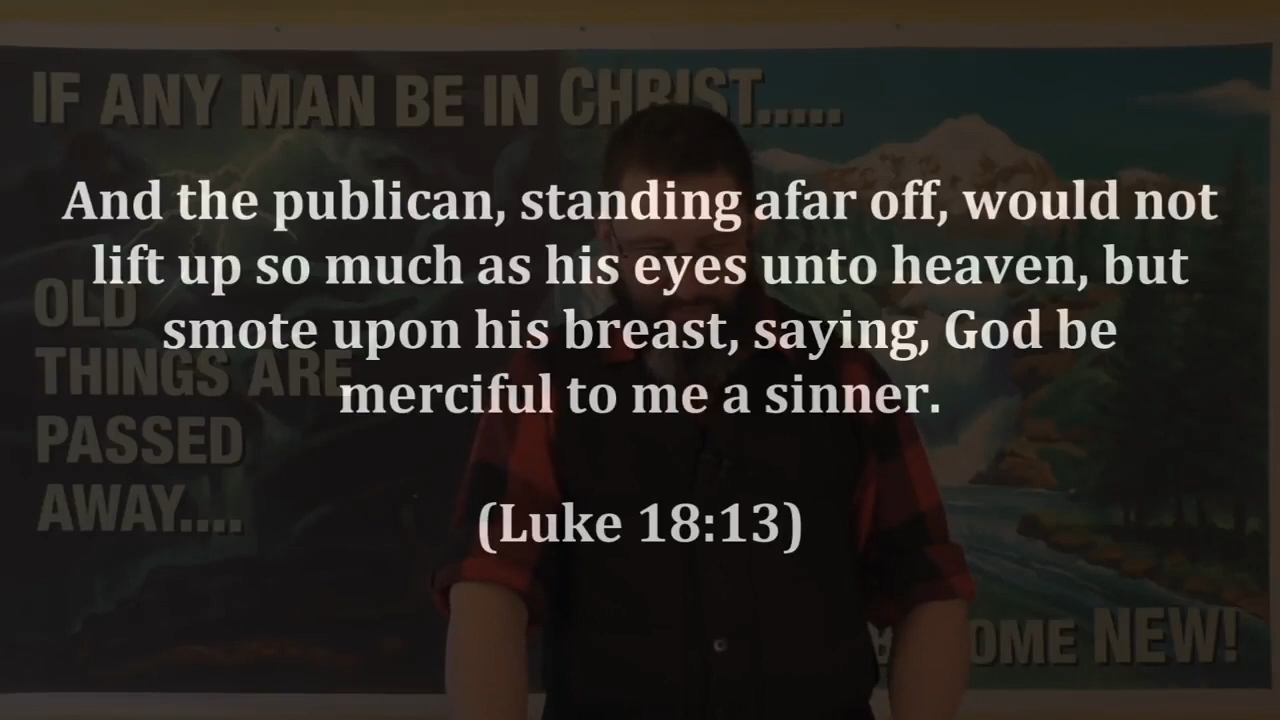 IF ANY MAN BE IN CHRIST.....
And the publican, standing afar off, would not
lift up so much as his eyes unto heaven, but
smote upon his breast, saying, God be
merciful to me a sinner.
(Luke 18:13)
OLD
THINGS ARE
PASSED
AWAY....
NEW!